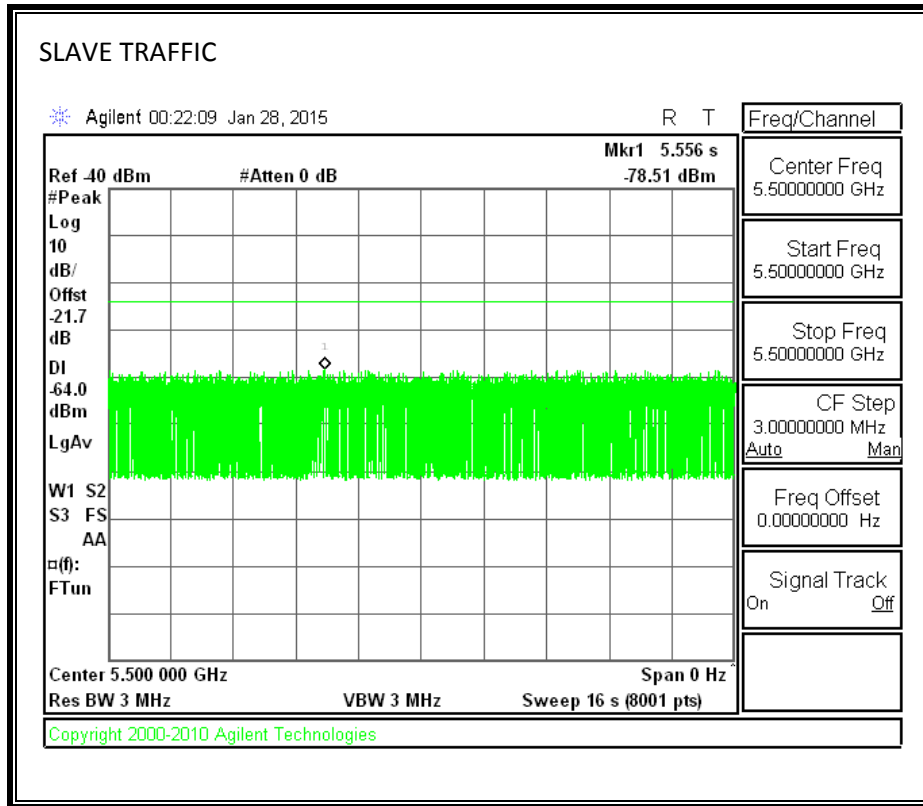 SLAVE TRAFFIC
Agilent 00:22:09 Jan 28, 2015 R T
Mkr1 5.556 s
Ref -40 dBm #Atten 0 dB -78.51 dBm
#Peak
Log
10
dB/
Offst
-21.7
dB
DI
-64.0
dBm
LgAv
W1 S2
S3 FS
AA
¤(f):
FTun
1
Center 5.500 000 GHz Span 0 Hz
Res BW 3 MHz VBW 3 MHz Sweep 16 s (8001 pts)
Copyright 2000-2010 Agilent Technologies
Freq/Channel
Center Freq
5.50000000 GHz
Start Freq
5.50000000 GHz
Stop Freq
5.50000000 GHz
CF Step
3.00000000 MHz
Auto Man
Freq Offset
0.00000000 Hz
Signal Track
On Off